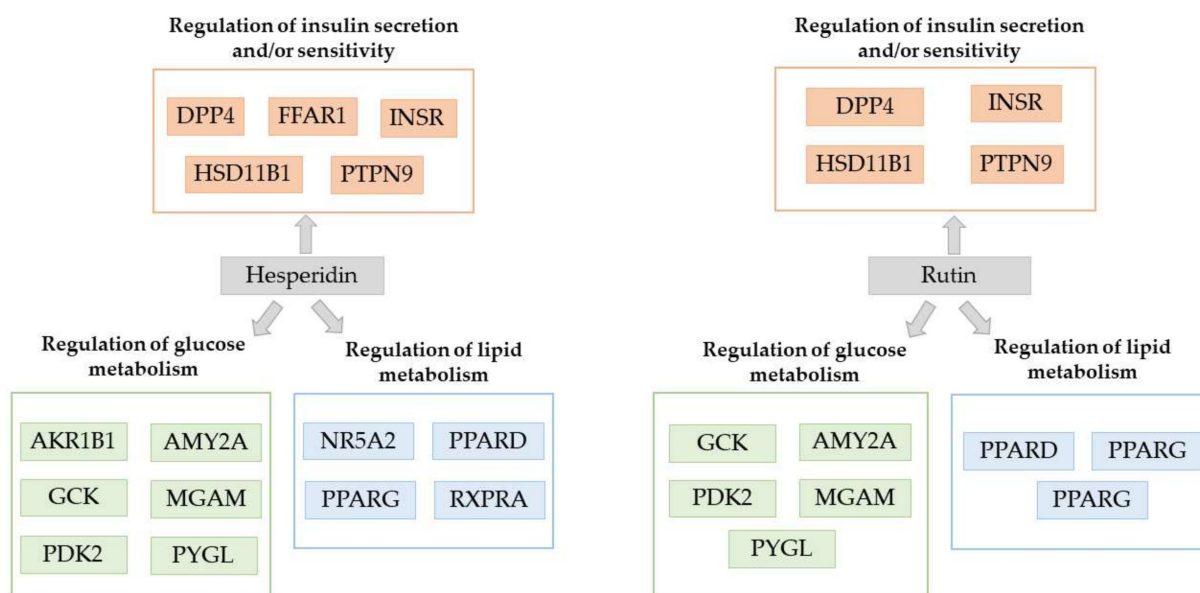 Regulation of insulin secretion
and/or sensitivity
DPP4 FFAR1 INSR
HSD11B1 PTPN9
Hesperidin
Regulation of glucose
metabolism
AKR1B1 AMY2A
GCK MGAM
PDK2 PYGL
Regulation of lipid
metabolism
NR5A2 PPARD
PPARG RXPRA
Regulation of insulin secretion
and/or sensitivity
DPP4 INSR
HSD11B1 PTPN9
Rutin
Regulation of glucose
metabolism
GCK AMY2A
PDK2 MGAM
PYGL
Regulation of lipid
metabolism
PPARD PPARG
PPARG